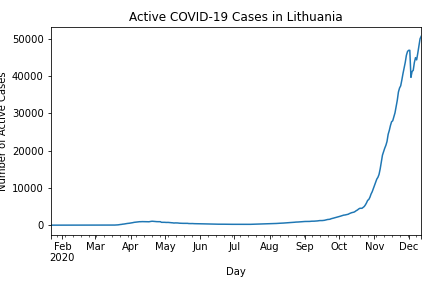 Active COVID-19 Cases in Lithuania
Number of Active Cases
50000
40000
30000
20000
10000
0
Feb Mar Apr May Jun Jul Aug Sep Oct Nov Dec
2020
Day